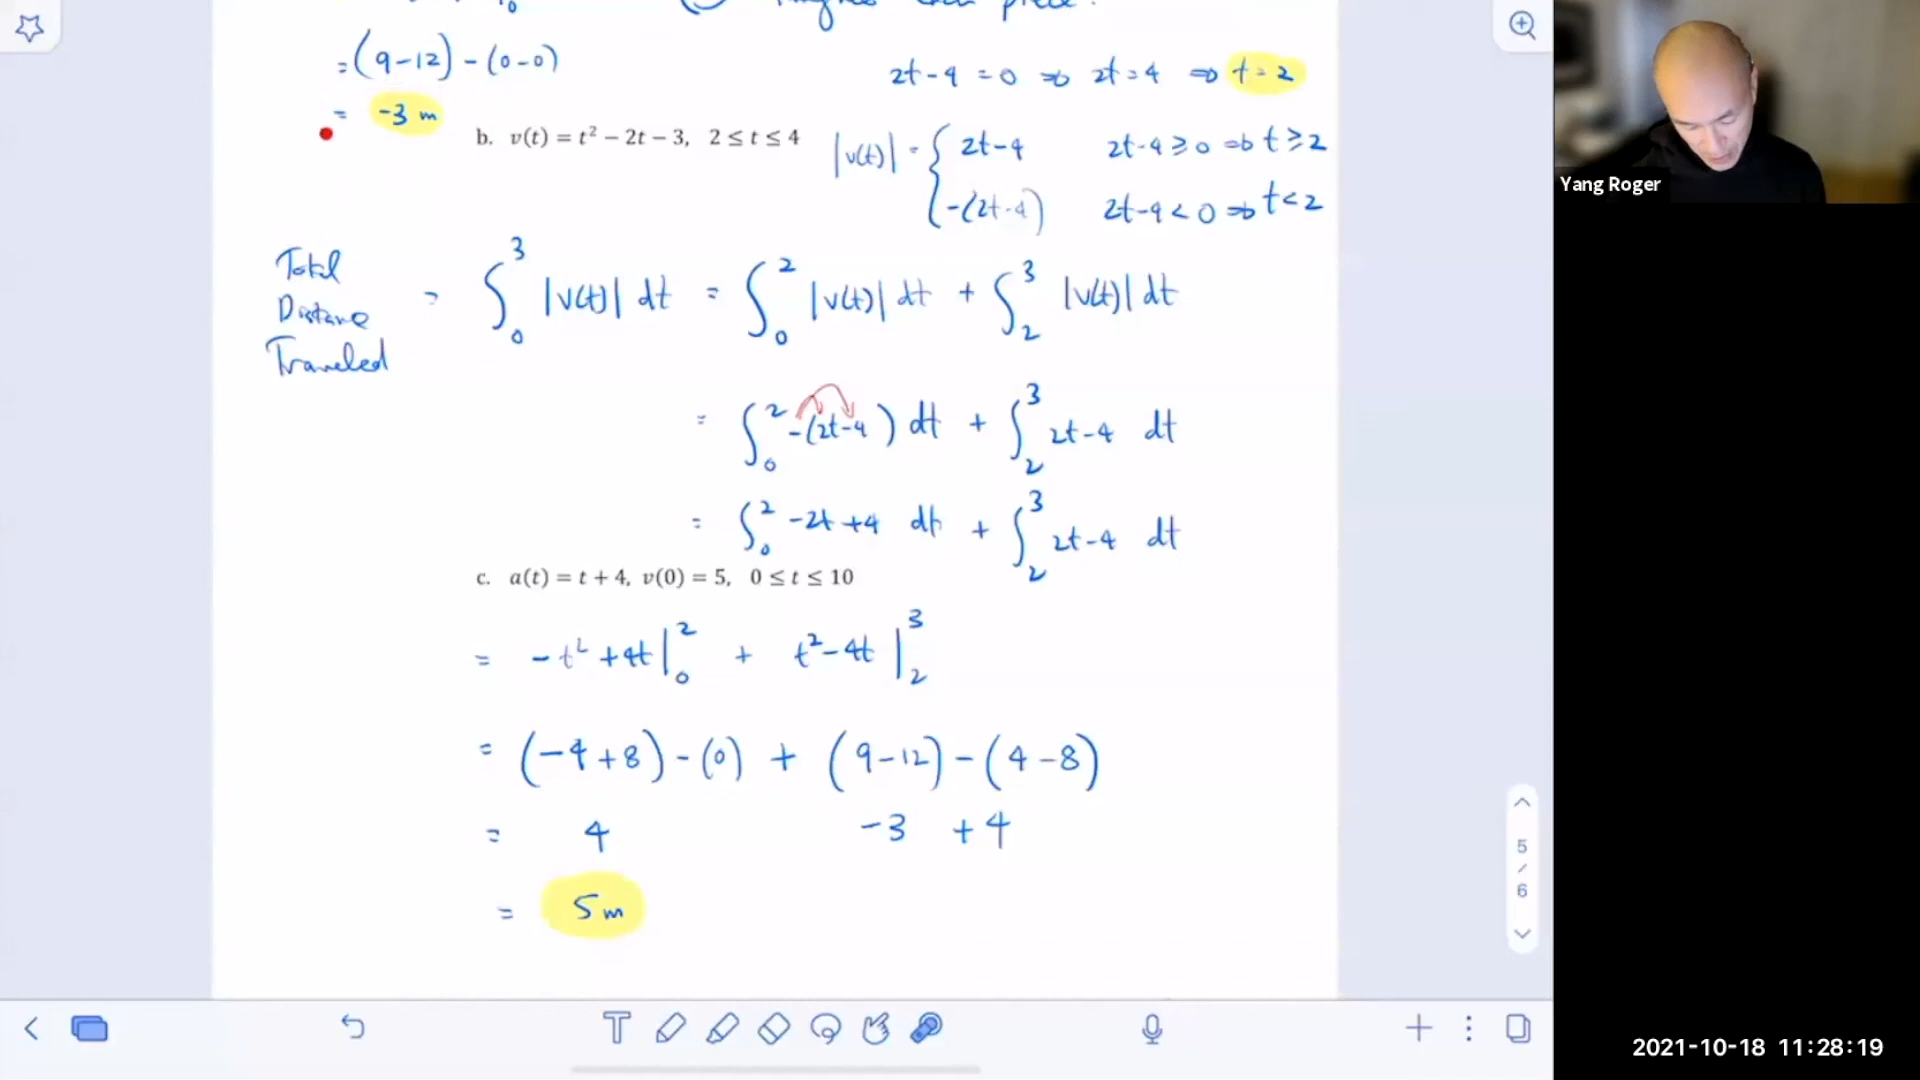 = (9-12) - (0-0)
= -3 m
2t-4 = 0 ⇒ 2t = 4 ⇒ t = 2
b. v(t) = t² − 2t − 3, 2 ≤ t ≤ 4
|v(t)| = { 2t-4 2t-4 ≥ 0 ⇒ t ≥ 2
-(2t-4) 2t-4 < 0 ⇒ t < 2
Total Distance Traveled = ∫₀³ |v(t)| dt = ∫₀² |v(t)| dt + ∫₂³ |v(t)| dt
= ∫₀² -(2t-4) dt + ∫₂³ 2t-4 dt
= ∫₀² -2t+4 dt + ∫₂³ 2t-4 dt
c. a(t) = t + 4, v(0) = 5, 0 ≤ t ≤ 10
= -t² + 4t |₀² + t² - 4t |₂³
= (-4+8) - (0) + (9-12) - (4-8)
= 4 -3 +4
= 5 m
Yang Roger
5
/
6
T
2021-10-18 11:28:19